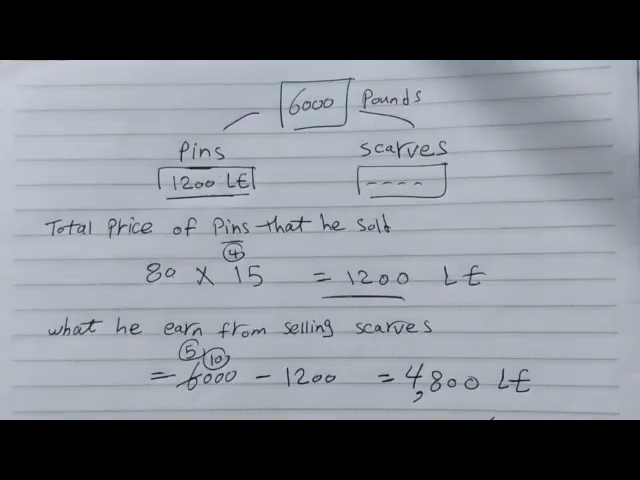 6000 Pounds
Pins scarves
1200 LE ----
Total Price of Pins that he sold
4
80 × 15 = 1200 LE
what he earn from selling scarves
5 10
= 6000 - 1200 = 4,800 LE